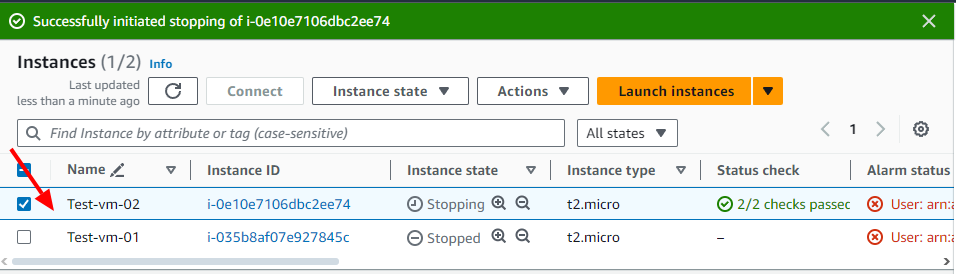 Successfully initiated stopping of i-0e10e7106dbc2ee74
Instances (1/2) Info
Last updated
less than a minute ago
Connect Instance state Actions Launch instances
Find Instance by attribute or tag (case-sensitive) All states 1
Name Instance ID Instance state Instance type Status check Alarm status
Test-vm-02 i-0e10e7106dbc2ee74 Stopping t2.micro 2/2 checks passec User: arn:a
Test-vm-01 i-035b8af07e927845c Stopped t2.micro – User: arn:a